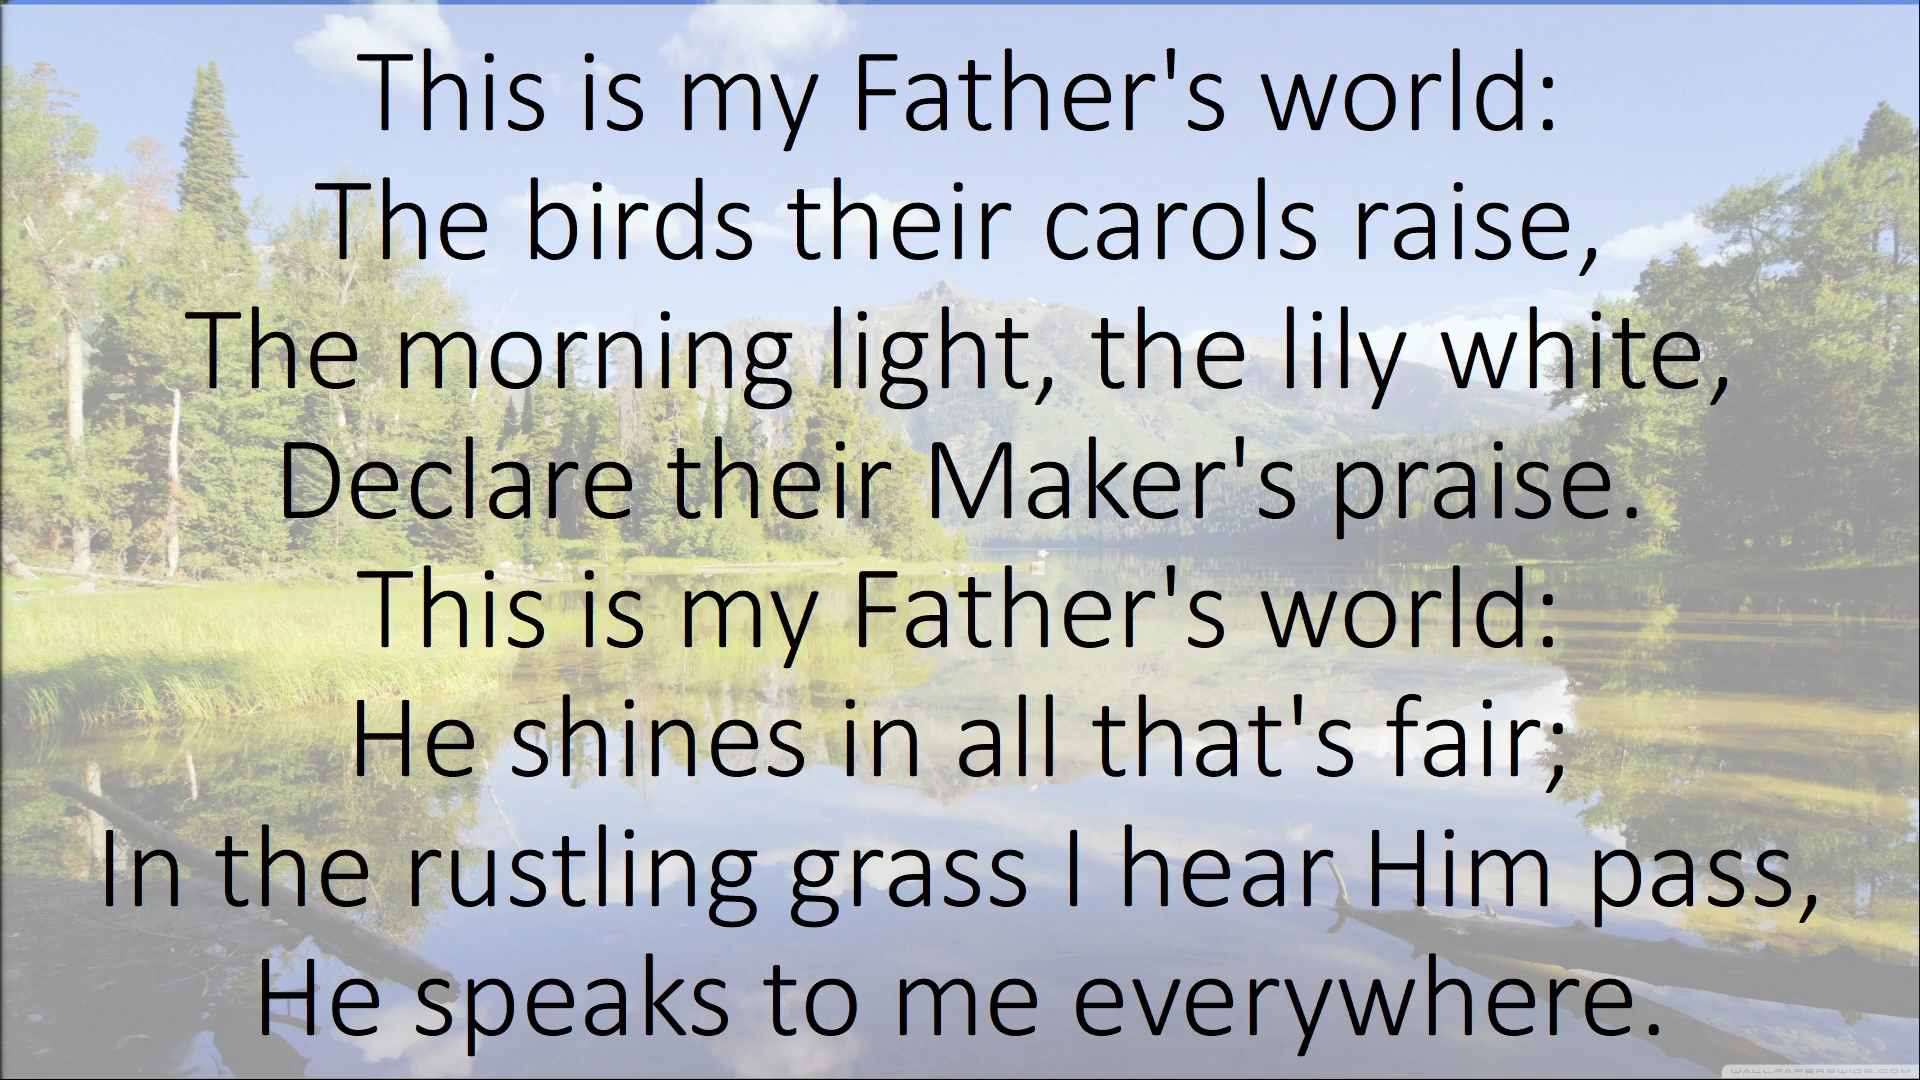 This is my Father's world:
The birds their carols raise,
The morning light, the lily white,
Declare their Maker's praise.
This is my Father's world:
He shines in all that's fair;
In the rustling grass I hear Him pass,
He speaks to me everywhere.
WALLPAPERSWIDE.COM